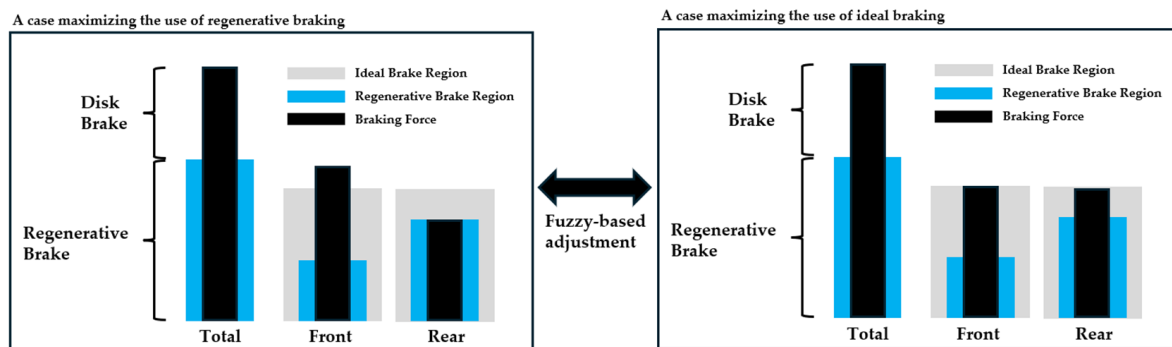 A case maximizing the use of regenerative braking
Ideal Brake Region
Regenerative Brake Region
Braking Force
Disk
Brake
Regenerative
Brake
Total
Front
Rear
Fuzzy-based
adjustment
A case maximizing the use of ideal braking
Ideal Brake Region
Regenerative Brake Region
Braking Force
Disk
Brake
Regenerative
Brake
Total
Front
Rear